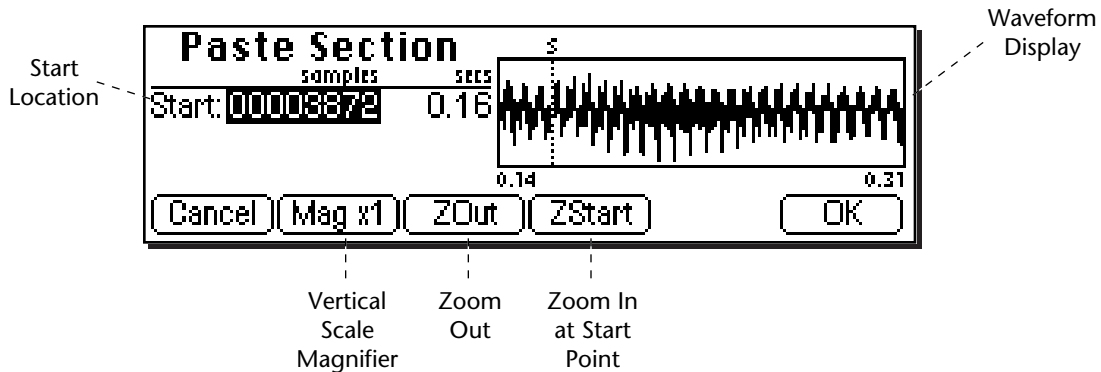 Waveform
Display
Paste Section
S
samples secs
Start
Location
Start: 00003872 0.16
0.14 0.31
Cancel Mag x1 ZOut ZStart OK
Vertical
Scale
Magnifier
Zoom
Out
Zoom In
at Start
Point